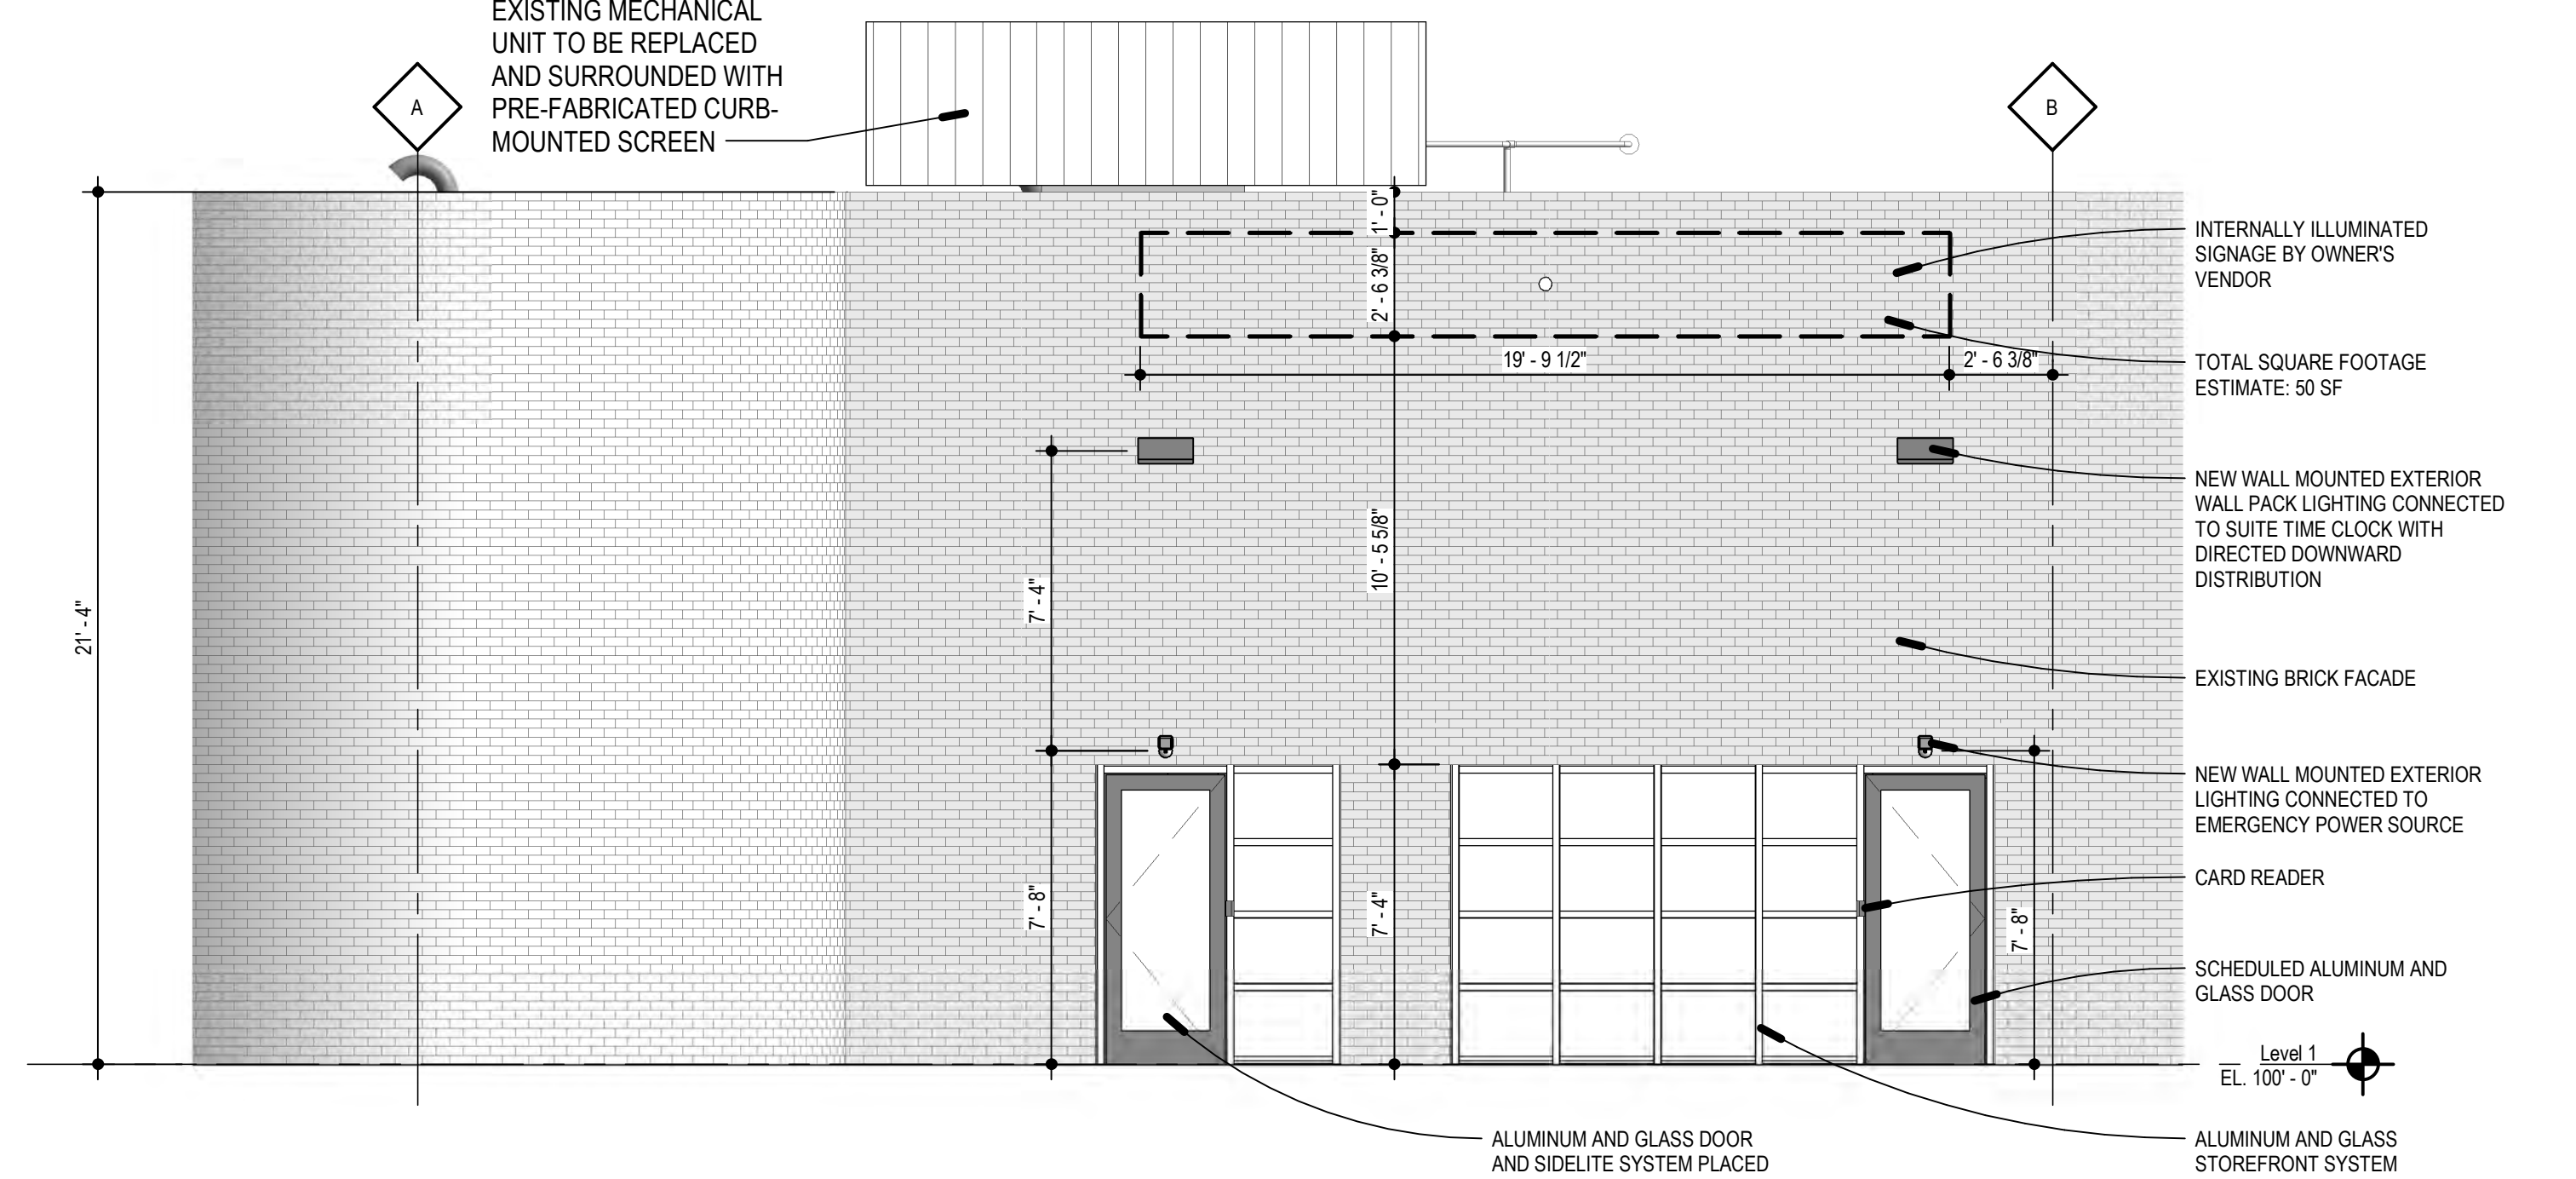 EXISTING MECHANICAL
UNIT TO BE REPLACED
AND SURROUNDED WITH
PRE-FABRICATED CURB-
MOUNTED SCREEN
A
B
1' - 0"
2' - 6 3/8"
19' - 9 1/2"
2' - 6 3/8"
10' - 5 5/8"
7' - 4"
21' - 4"
7' - 8"
7' - 4"
7' - 8"
INTERNALLY ILLUMINATED
SIGNAGE BY OWNER'S
VENDOR
TOTAL SQUARE FOOTAGE
ESTIMATE: 50 SF
NEW WALL MOUNTED EXTERIOR
WALL PACK LIGHTING CONNECTED
TO SUITE TIME CLOCK WITH
DIRECTED DOWNWARD
DISTRIBUTION
EXISTING BRICK FACADE
NEW WALL MOUNTED EXTERIOR
LIGHTING CONNECTED TO
EMERGENCY POWER SOURCE
CARD READER
SCHEDULED ALUMINUM AND
GLASS DOOR
Level 1
EL. 100' - 0"
ALUMINUM AND GLASS DOOR
AND SIDELITE SYSTEM PLACED
ALUMINUM AND GLASS
STOREFRONT SYSTEM